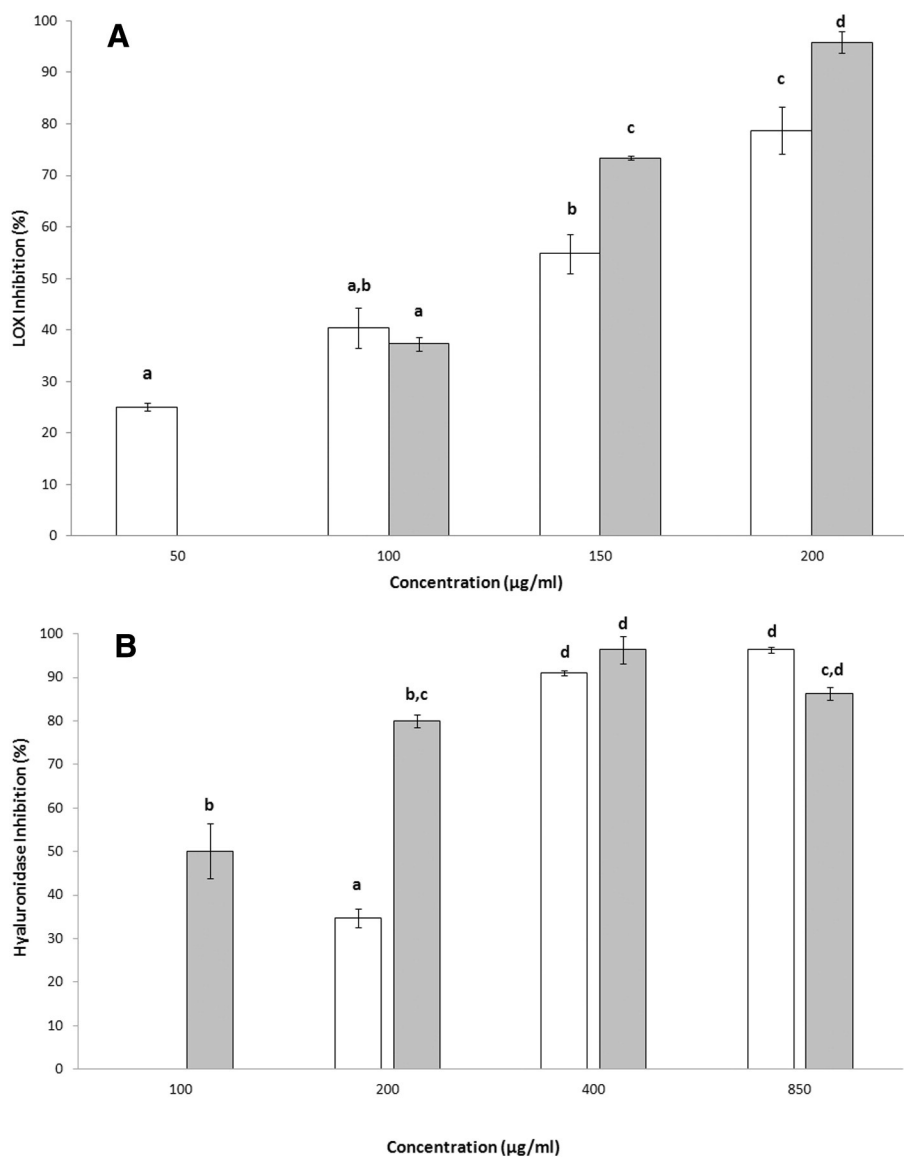 A
LOX Inhibition (%)
100
90
80
70
60
50
40
30
20
10
0
a
a,b
a
b
c
c
d
50 100 150 200
Concentration (µg/ml)
B
Hyaluronidase Inhibition (%)
100
90
80
70
60
50
40
30
20
10
0
b
a
b,c
d
d
d
c,d
100 200 400 850
Concentration (µg/ml)